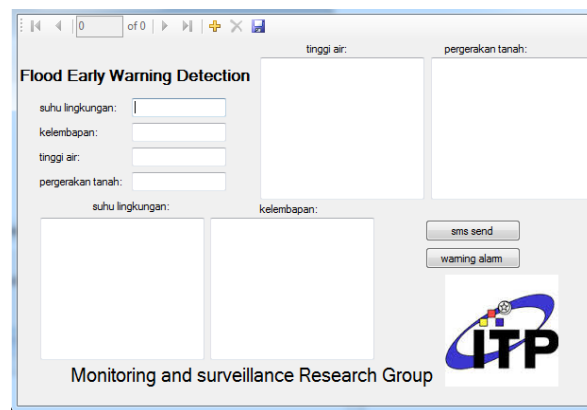 0 of 0
tinggi air: pergerakan tanah:
Flood Early Warning Detection
suhu lingkungan:
kelembapan:
tinggi air:
pergerakan tanah:
suhu lingkungan: kelembapan:
sms send
warning alarm
ITP
Monitoring and surveillance Research Group